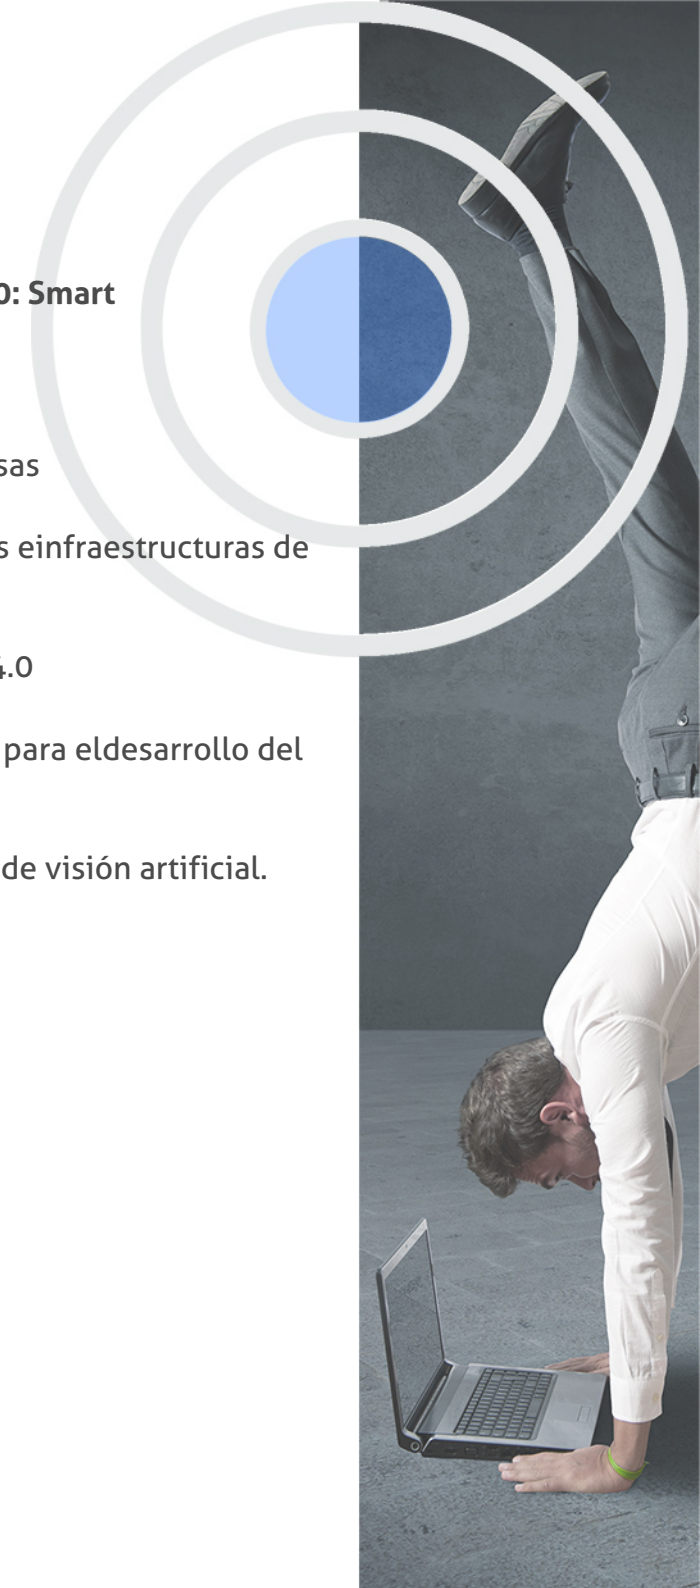 0: Smart
sas
s einfraestructuras de
4.0
para eldesarrollo del
de visión artificial.